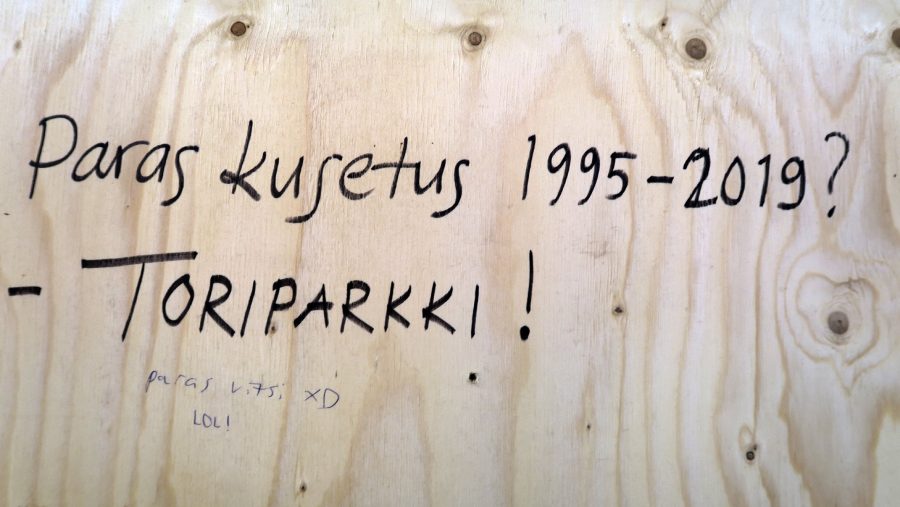 Paras kusetus 1995-2019?
- TORIPARKKI!
paras vitsi XD
LOL!